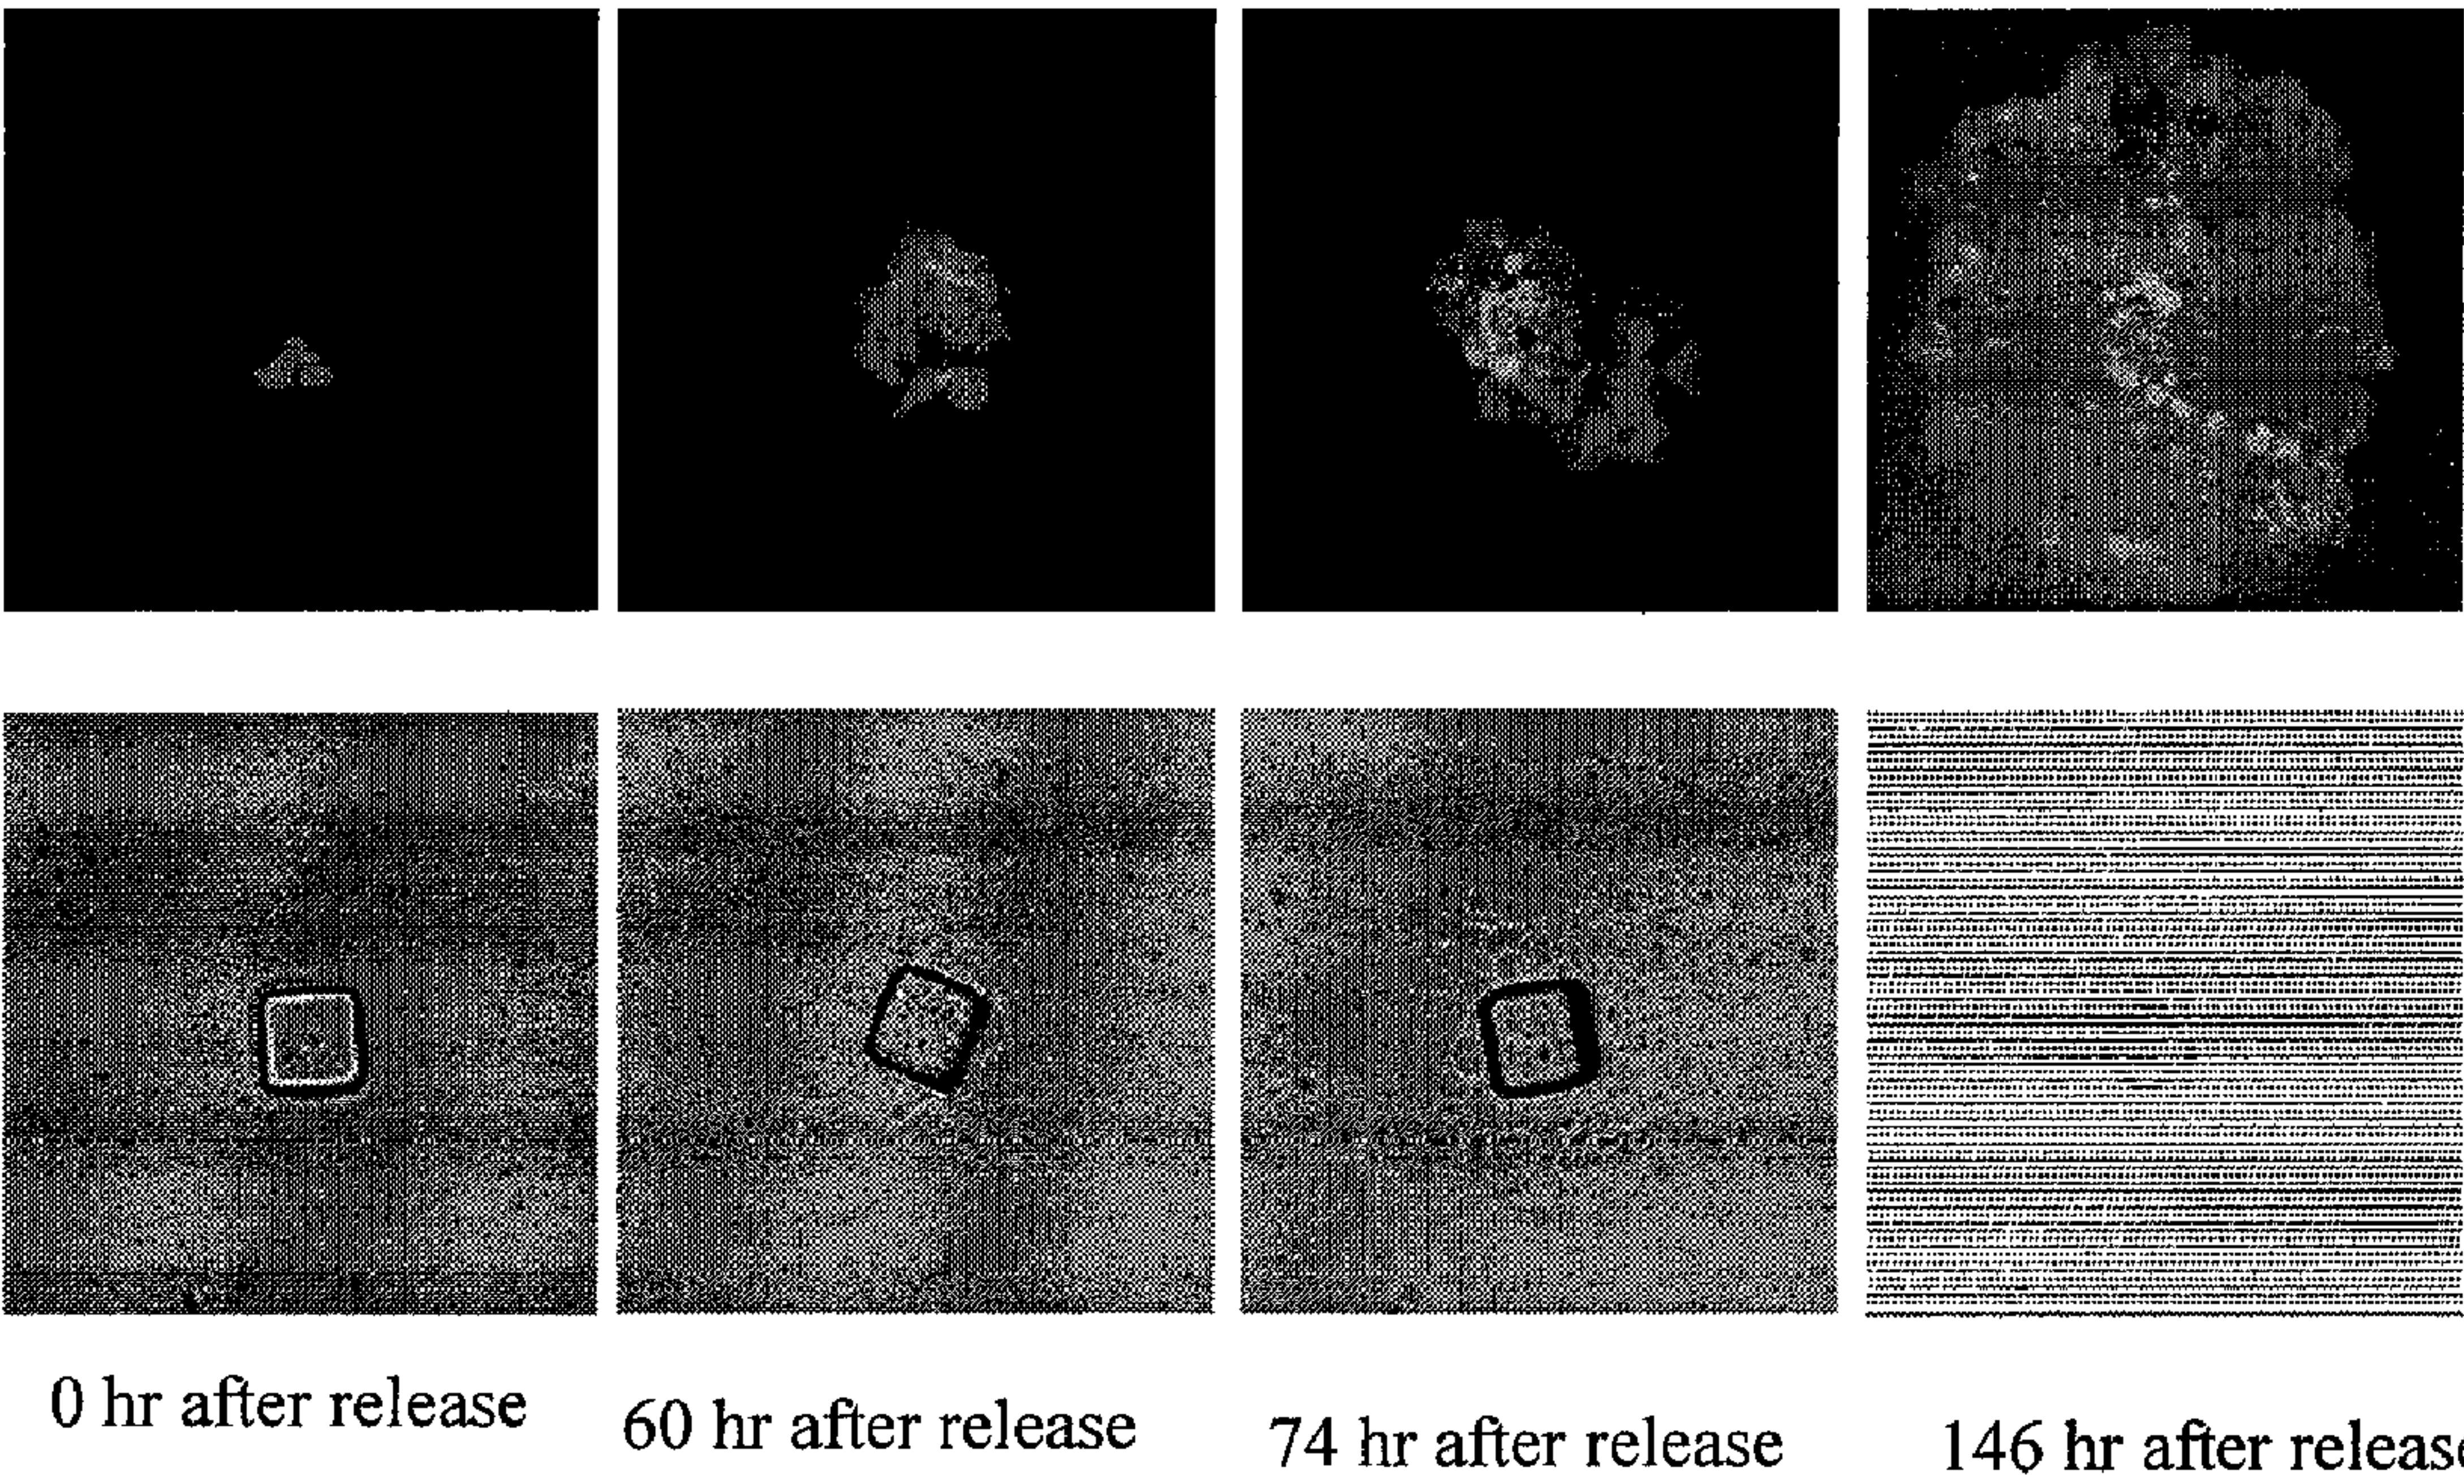 0 hr after release
60 hr after release
74 hr after release
146 hr after release